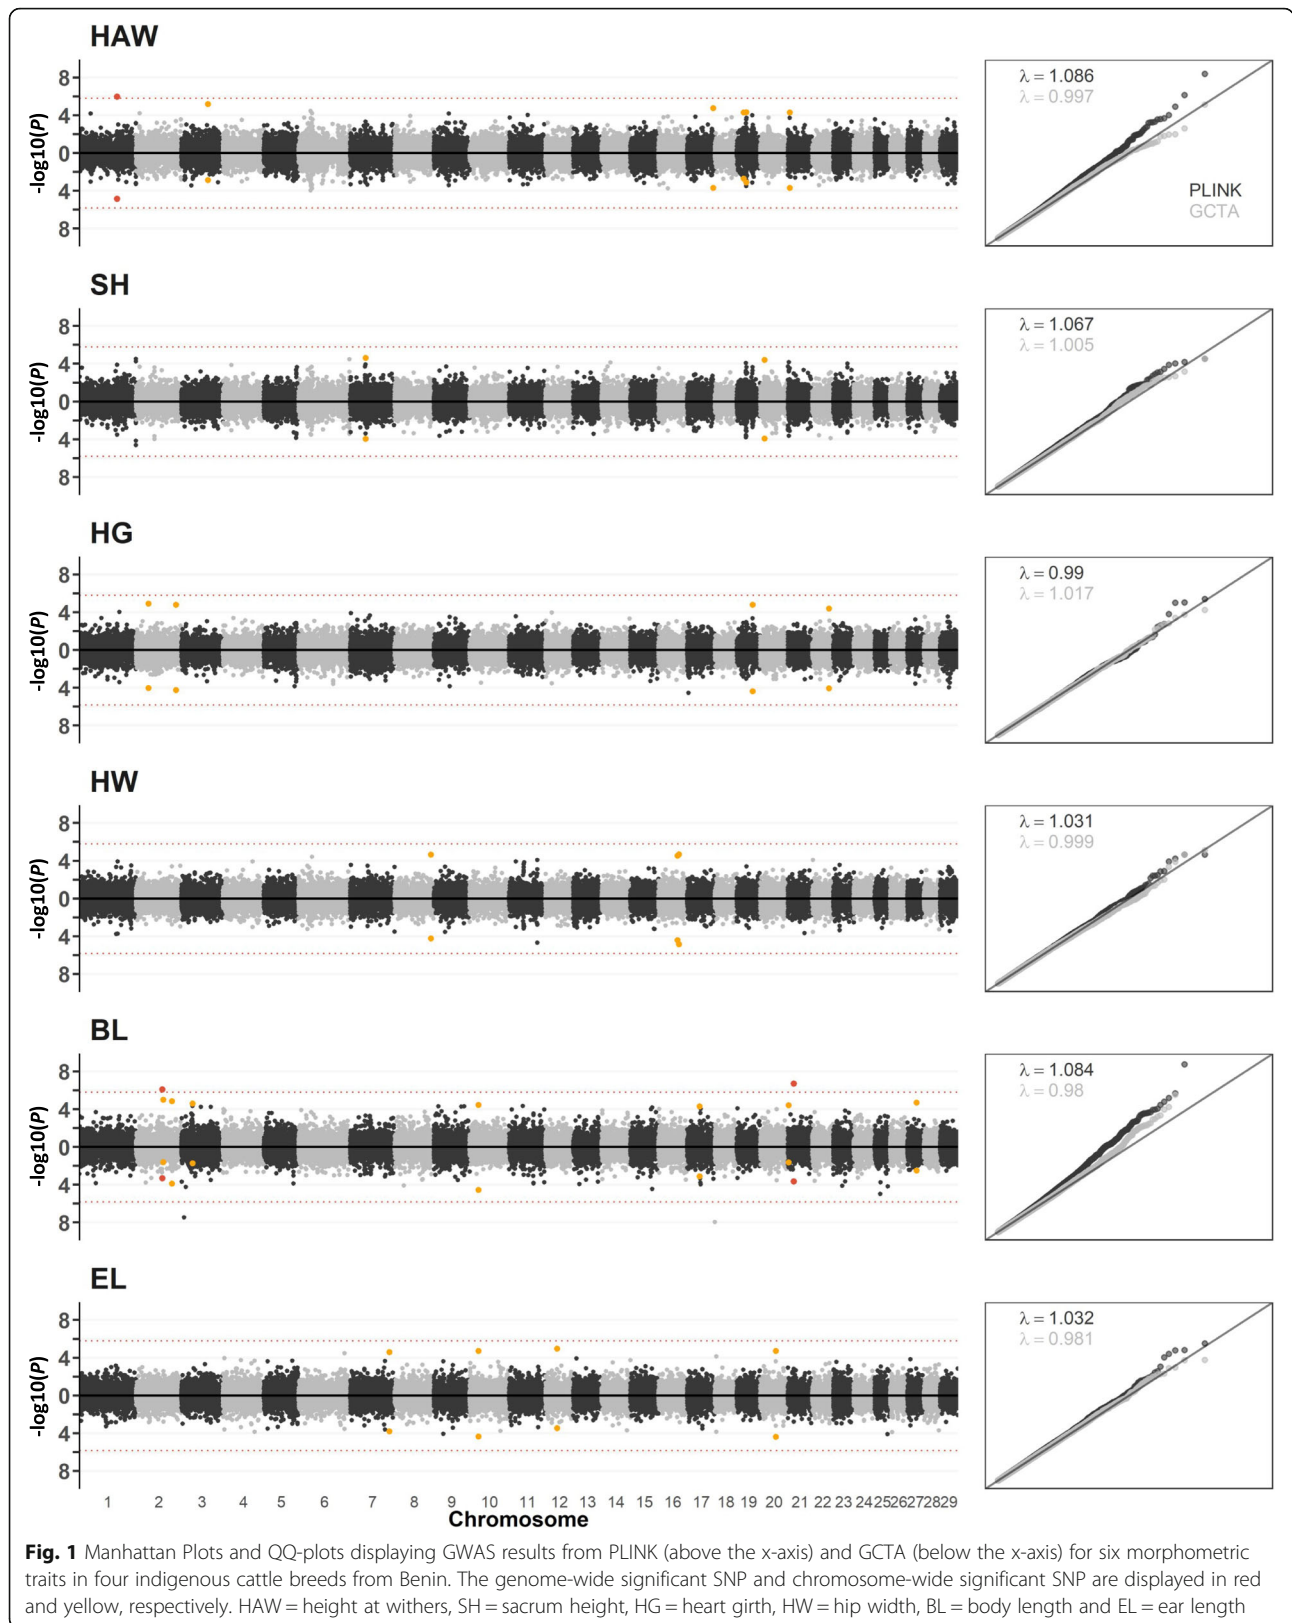 HAW
8
4
0
4
8
-log10(P)
λ = 1.086
λ = 0.997
PLINK
GCTA
SH
8
4
0
4
8
-log10(P)
λ = 1.067
λ = 1.005
HG
8
4
0
4
8
-log10(P)
λ = 0.99
λ = 1.017
HW
8
4
0
4
8
-log10(P)
λ = 1.031
λ = 0.999
BL
8
4
0
4
8
-log10(P)
λ = 1.084
λ = 0.98
EL
8
4
0
4
8
-log10(P)
λ = 1.032
λ = 0.981
1 2 3 4 5 6 7 8 9 10 11 12 13 14 15 16 17 18 19 20 21 22 23 24 25 26 27 28 29
Chromosome
Fig. 1 Manhattan Plots and QQ-plots displaying GWAS results from PLINK (above the x-axis) and GCTA (below the x-axis) for six morphometric
traits in four indigenous cattle breeds from Benin. The genome-wide significant SNP and chromosome-wide significant SNP are displayed in red
and yellow, respectively. HAW = height at withers, SH = sacrum height, HG = heart girth, HW = hip width, BL = body length and EL = ear length